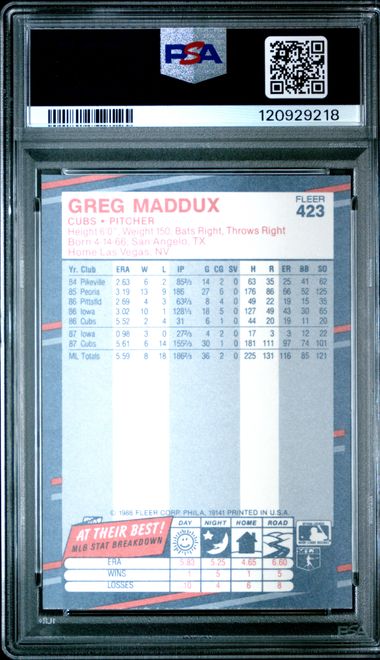 PSA
120929218
GREG MADDUX
CUBS • PITCHER
FLEER
423
Height 6'0", Weight 150, Bats Right, Throws Right
Born 4-14-66, San Angelo, TX
Home Las Vegas, NV
Yr. Club ERA W L IP G CG SV H R ER BB SO
84 Pikeville 2.63 6 2 85⅔ 14 2 0 63 35 25 41 62
85 Peoria 3.19 13 9 186 27 6 0 176 86 66 52 125
86 Pittsfld 2.69 4 3 63⅔ 8 4 0 49 22 19 15 35
86 Iowa 3.02 10 1 128⅓ 18 5 0 127 49 43 30 65
86 Cubs 5.52 2 4 31 6 1 0 44 20 19 11 20
87 Iowa 0.98 3 0 27⅔ 4 2 0 17 3 3 12 22
87 Cubs 5.61 6 14 155⅔ 30 1 0 181 111 97 74 101
ML Totals 5.59 8 18 186⅔ 36 2 0 225 131 116 85 121
FLEER CORP. PHILA., 19141 PRINTED IN U.S.A.
AT THEIR BEST!
MLB STAT BREAKDOWN
DAY NIGHT HOME ROAD
ERA 5.83 5.25 4.65 6.60
WINS 1 5 1 5
LOSSES 10 4 6 8